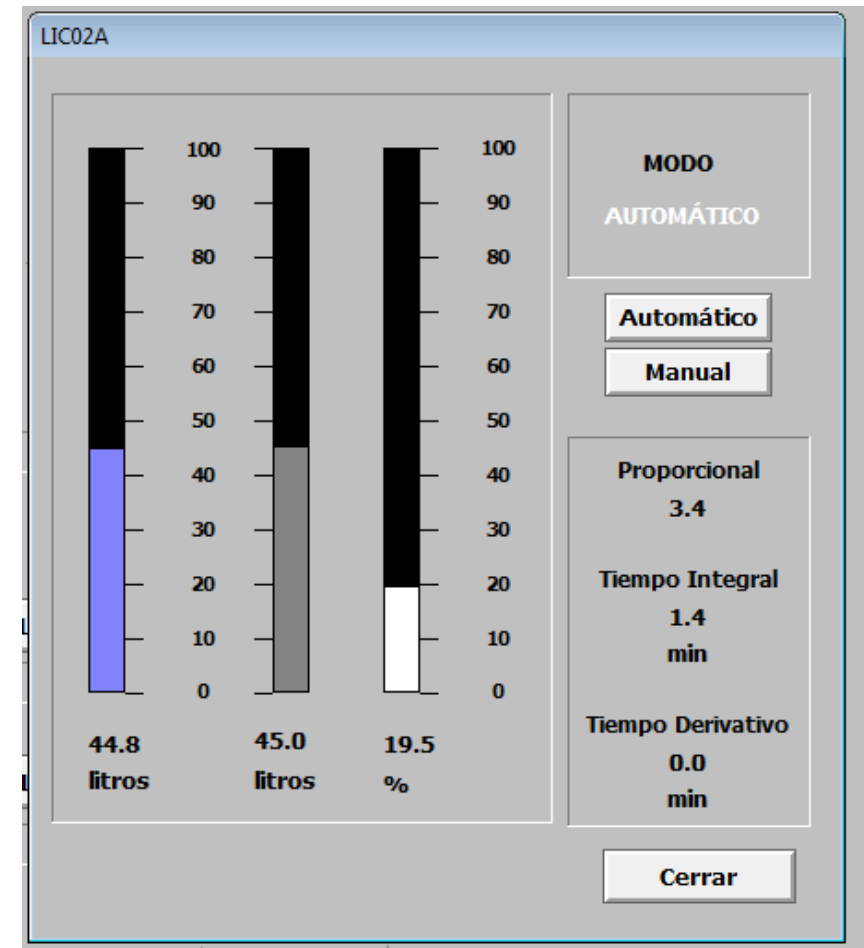 LIC02A
100 100
90 90
80 80
70 70
60 60
50 50
40 40
30 30
20 20
10 10
0 0
44.8 45.0 19.5
litros litros %
MODO
AUTOMÁTICO
Automático
Manual
Proporcional
3.4
Tiempo Integral
1.4
min
Tiempo Derivativo
0.0
min
Cerrar